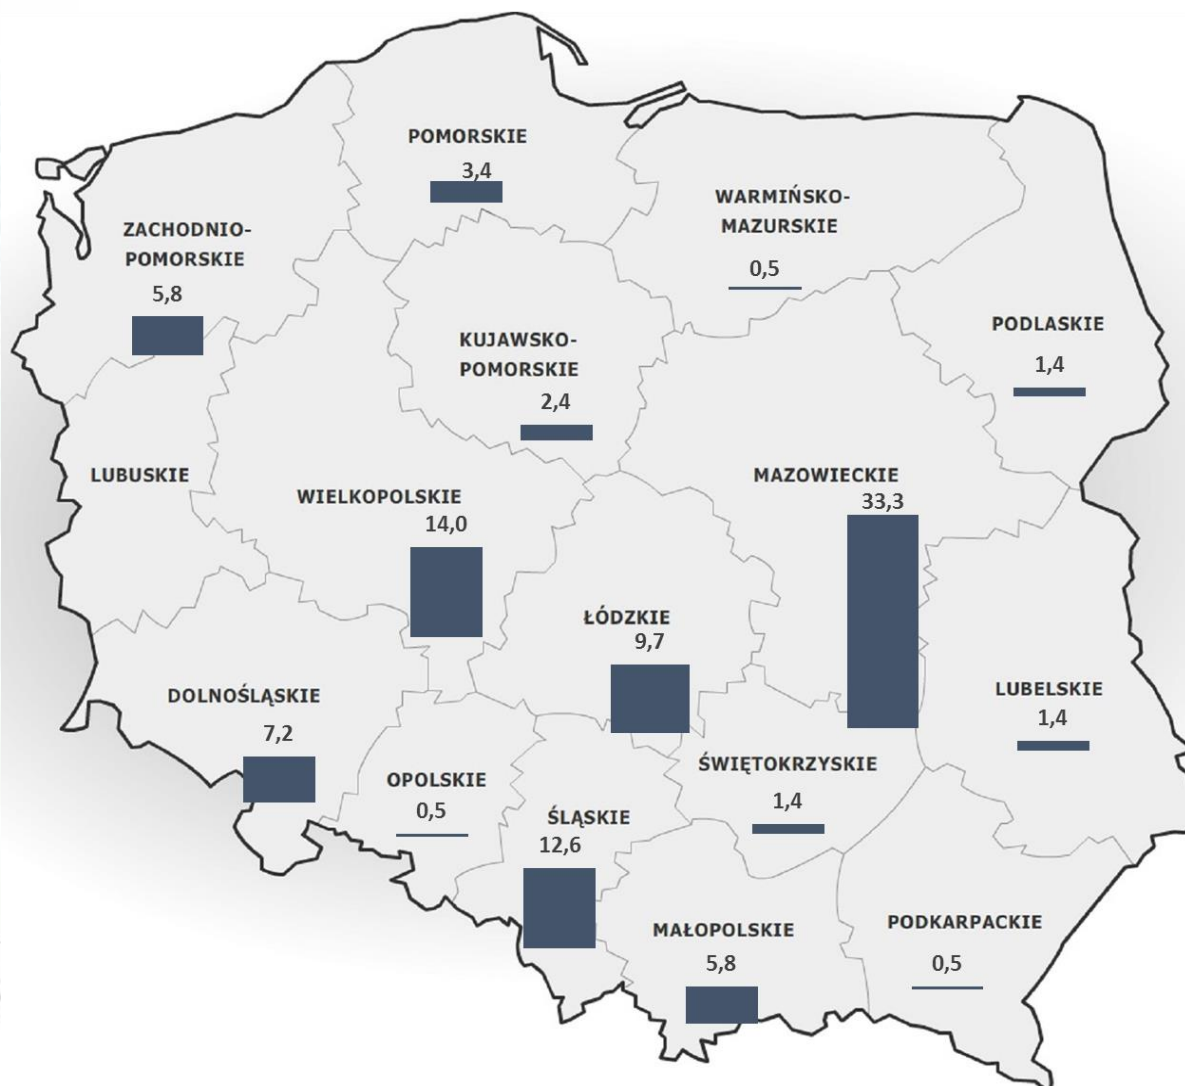 POMORSKIE
3,4
WARMIŃSKO-
MAZURSKIE
0,5
ZACHODNIO-
POMORSKIE
5,8
KUJAWSKO-
POMORSKIE
2,4
PODLASKIE
1,4
LUBUSKIE
WIELKOPOLSKIE
14,0
MAZOWIECKIE
33,3
ŁÓDZKIE
9,7
DOLNOŚLĄSKIE
7,2
LUBELSKIE
1,4
OPOLSKIE
0,5
ŚWIĘTOKRZYSKIE
1,4
ŚLĄSKIE
12,6
MAŁOPOLSKIE
5,8
PODKARPACKIE
0,5